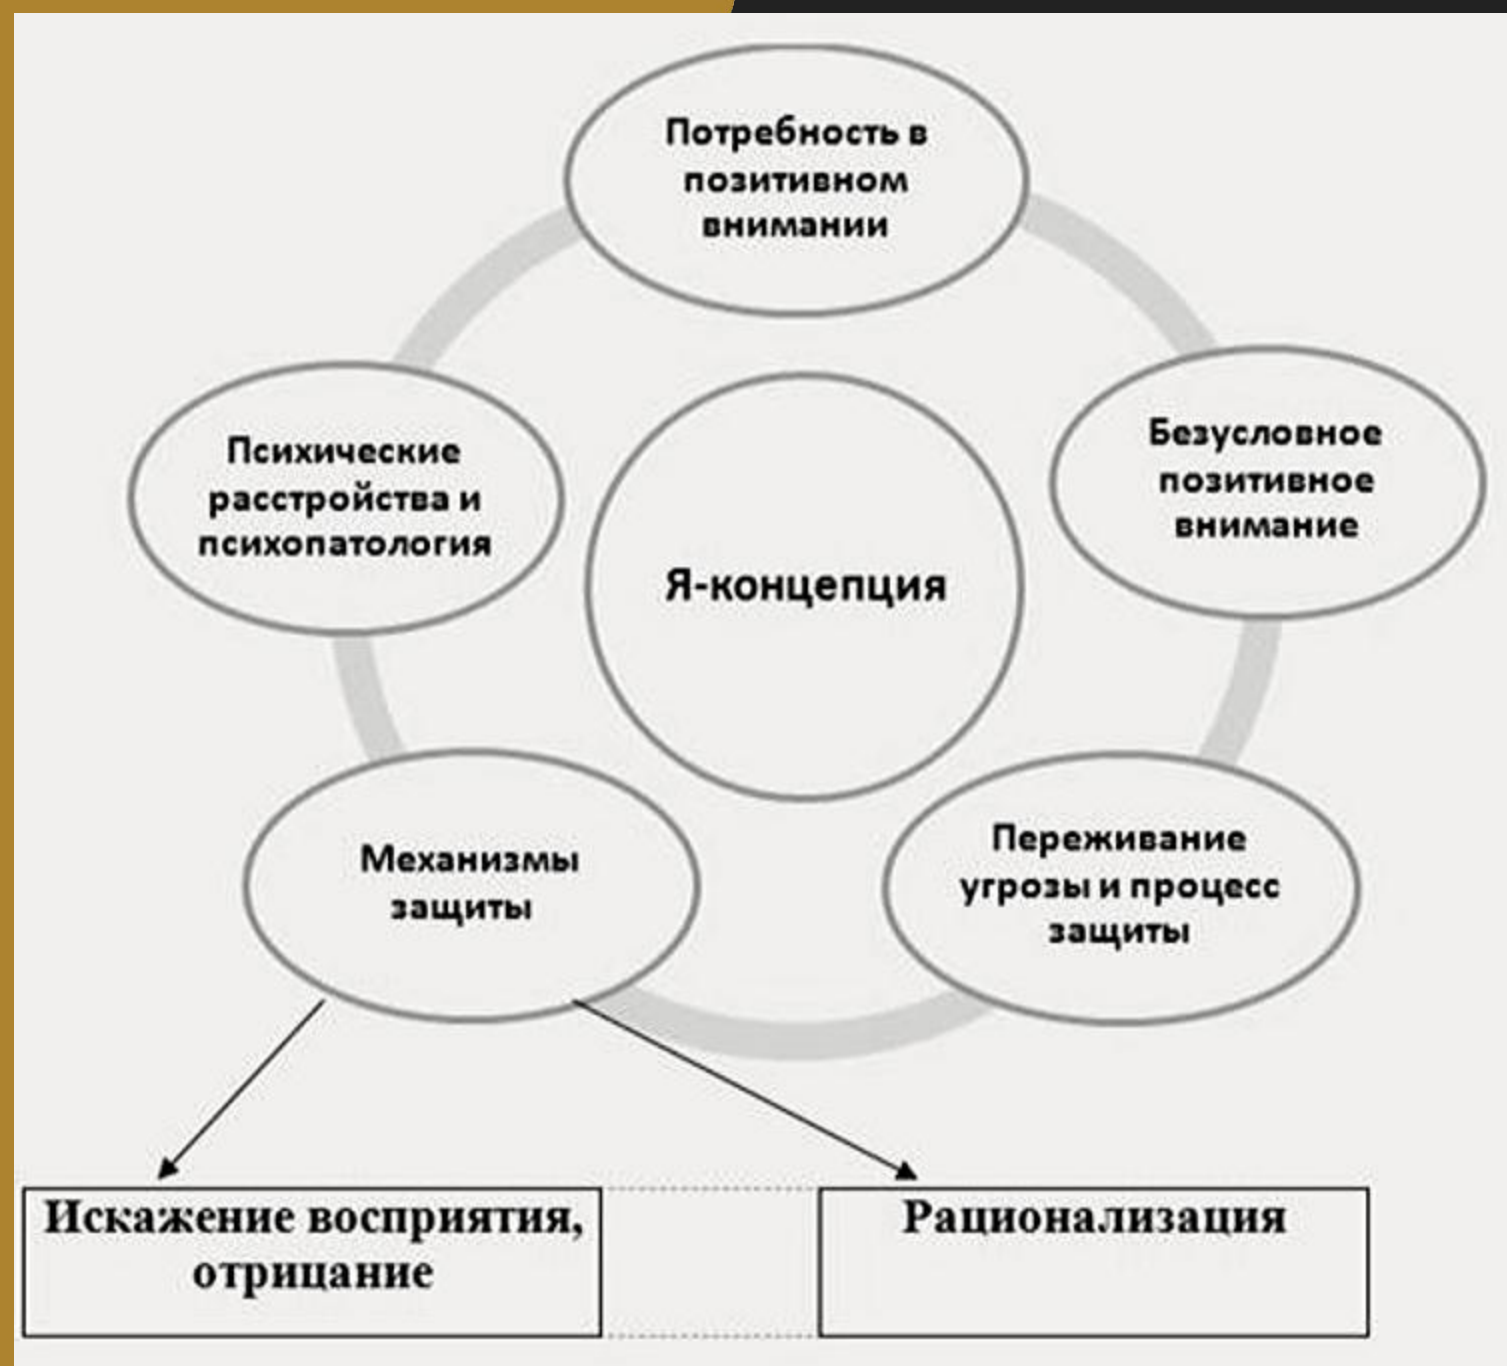 Потребность в
позитивном
внимании
Психические
расстройства и
психопатология
Безусловное
позитивное
внимание
Я-концепция
Механизмы
защиты
Переживание
угрозы и процесс
защиты
Искажение восприятия,
отрицание
Рационализация